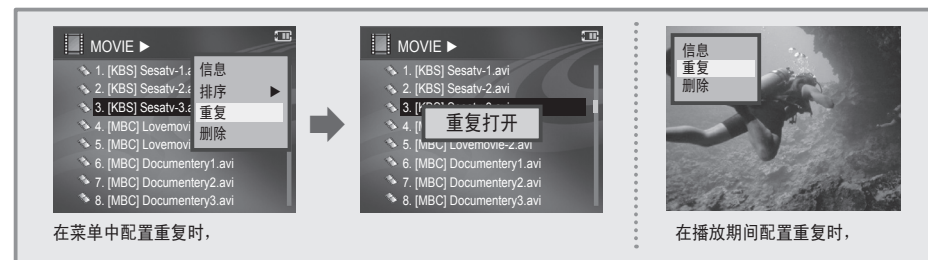 MOVIE ▶
1. [KBS] Sesatv-1.a
2. [KBS] Sesatv-2.a
3. [KBS] Sesatv-3.a
4. [MBC] Lovemovi
5. [MBC] Lovemovi
6. [MBC] Documentery1.avi
7. [MBC] Documentery2.avi
8. [MBC] Documentery3.avi
信息
排序 ▶
重复
删除
在菜单中配置重复时,
MOVIE ▶
1. [KBS] Sesatv-1.avi
2. [KBS] Sesatv-2.avi
3.
4. [M
5. [MBC] Lovemovie-2.avi
6. [MBC] Documentery1.avi
7. [MBC] Documentery2.avi
8. [MBC] Documentery3.avi
重复打开
信息
重复
删除
在播放期间配置重复时,